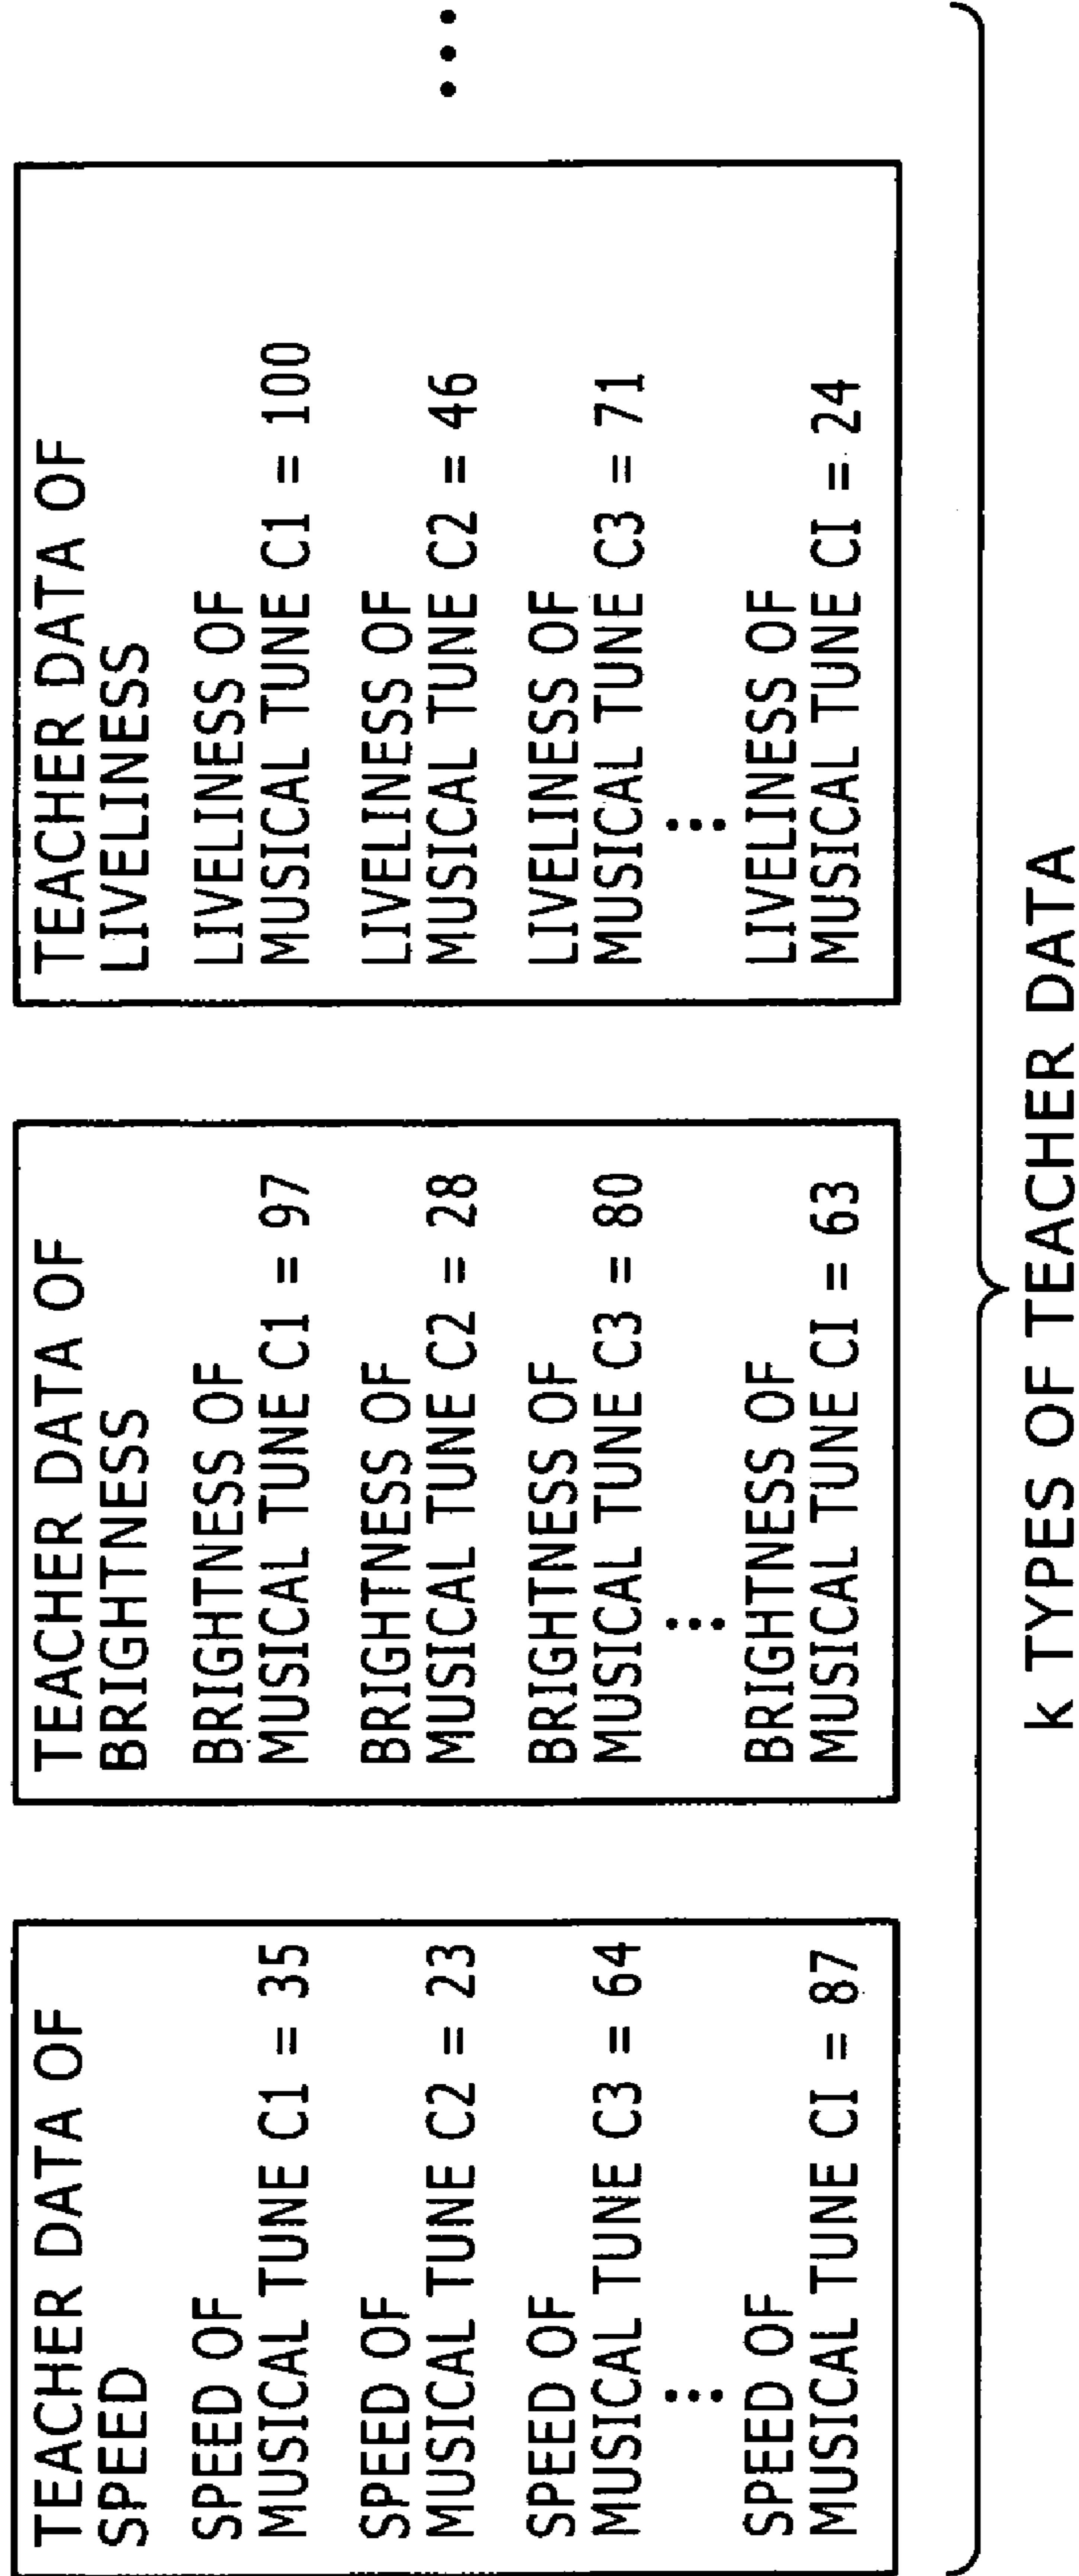 TEACHER DATA OF
SPEED
SPEED OF
MUSICAL TUNE C1 = 35
SPEED OF
MUSICAL TUNE C2 = 23
SPEED OF
MUSICAL TUNE C3 = 64
⋮
SPEED OF
MUSICAL TUNE CI = 87
TEACHER DATA OF
BRIGHTNESS
BRIGHTNESS OF
MUSICAL TUNE C1 = 97
BRIGHTNESS OF
MUSICAL TUNE C2 = 28
BRIGHTNESS OF
MUSICAL TUNE C3 = 80
⋮
BRIGHTNESS OF
MUSICAL TUNE CI = 63
TEACHER DATA OF
LIVELINESS
LIVELINESS OF
MUSICAL TUNE C1 = 100
LIVELINESS OF
MUSICAL TUNE C2 = 46
LIVELINESS OF
MUSICAL TUNE C3 = 71
⋮
LIVELINESS OF
MUSICAL TUNE CI = 24
...
k TYPES OF TEACHER DATA